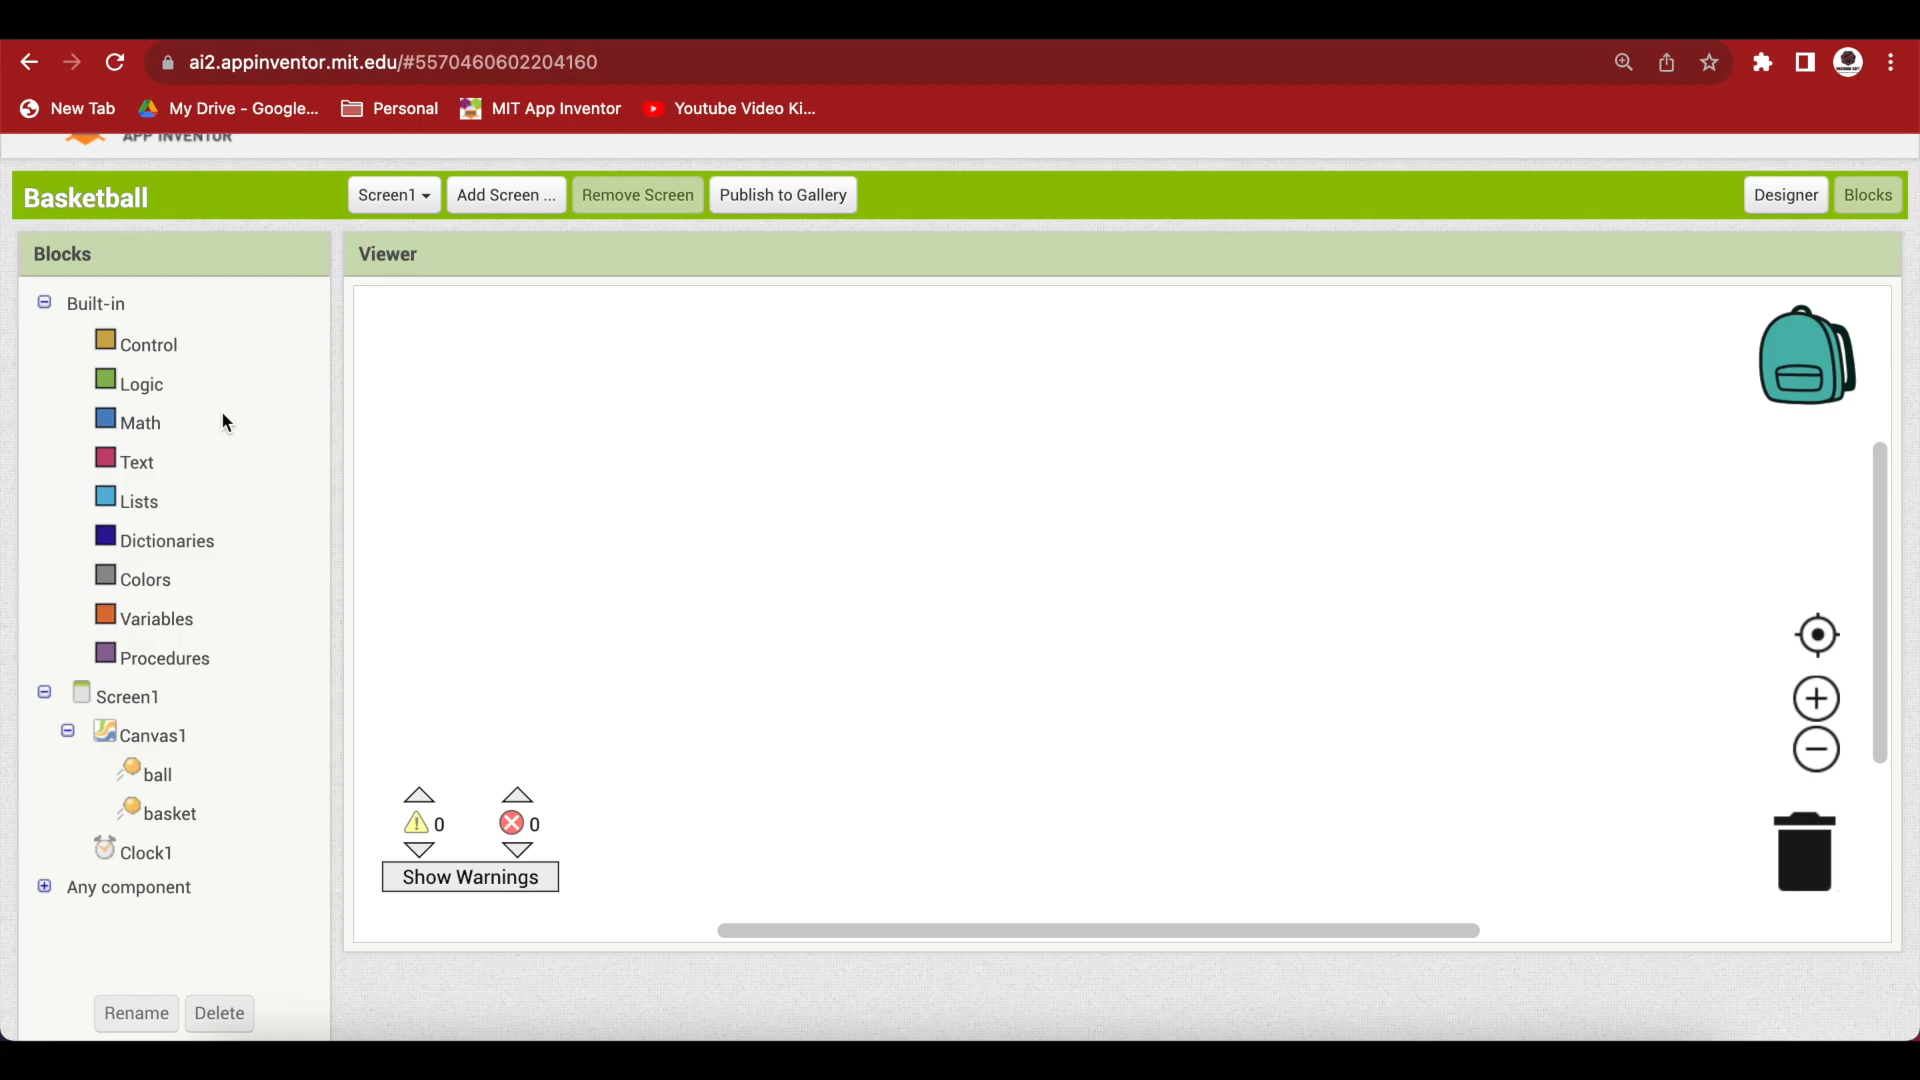 ai2.appinventor.mit.edu/#5570460602204160
New Tab My Drive - Google... Personal MIT App Inventor Youtube Video Ki...
APP INVENTOR
Basketball Screen1 Add Screen ... Remove Screen Publish to Gallery Designer Blocks
Blocks Viewer
Built-in
Control
Logic
Math
Text
Lists
Dictionaries
Colors
Variables
Procedures
Screen1
Canvas1
ball
basket
Clock1
Any component
0 0
Show Warnings
Rename Delete